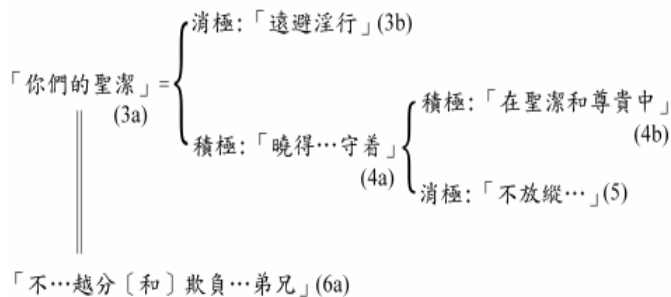 消極:「遠避淫行」(3b)
「你們的聖潔」=
(3a)
積極:「在聖潔和尊貴中」
(4b)
積極:「曉得…守着」
(4a)
消極:「不放縱…」(5)
「不…越分〔和〕欺負…弟兄」(6a)